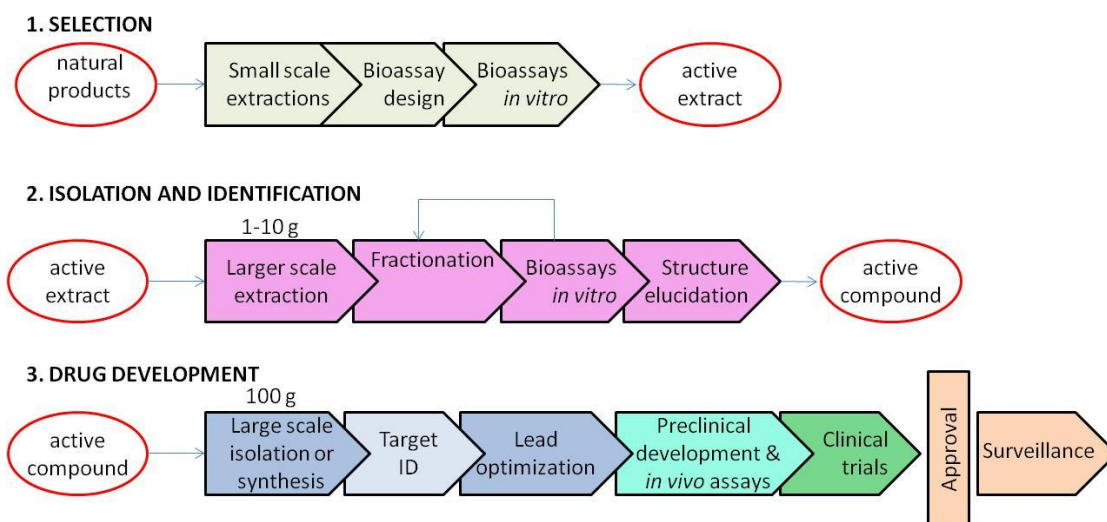 1. SELECTION
natural
products
Small scale
extractions
Bioassay
design
Bioassays
in vitro
active
extract
2. ISOLATION AND IDENTIFICATION
1-10 g
active
extract
Larger scale
extraction
Fractionation
Bioassays
in vitro
Structure
elucidation
active
compound
3. DRUG DEVELOPMENT
100 g
active
compound
Large scale
isolation or
synthesis
Target
ID
Lead
optimization
Preclinical
development &
in vivo assays
Clinical
trials
Approval
Surveillance